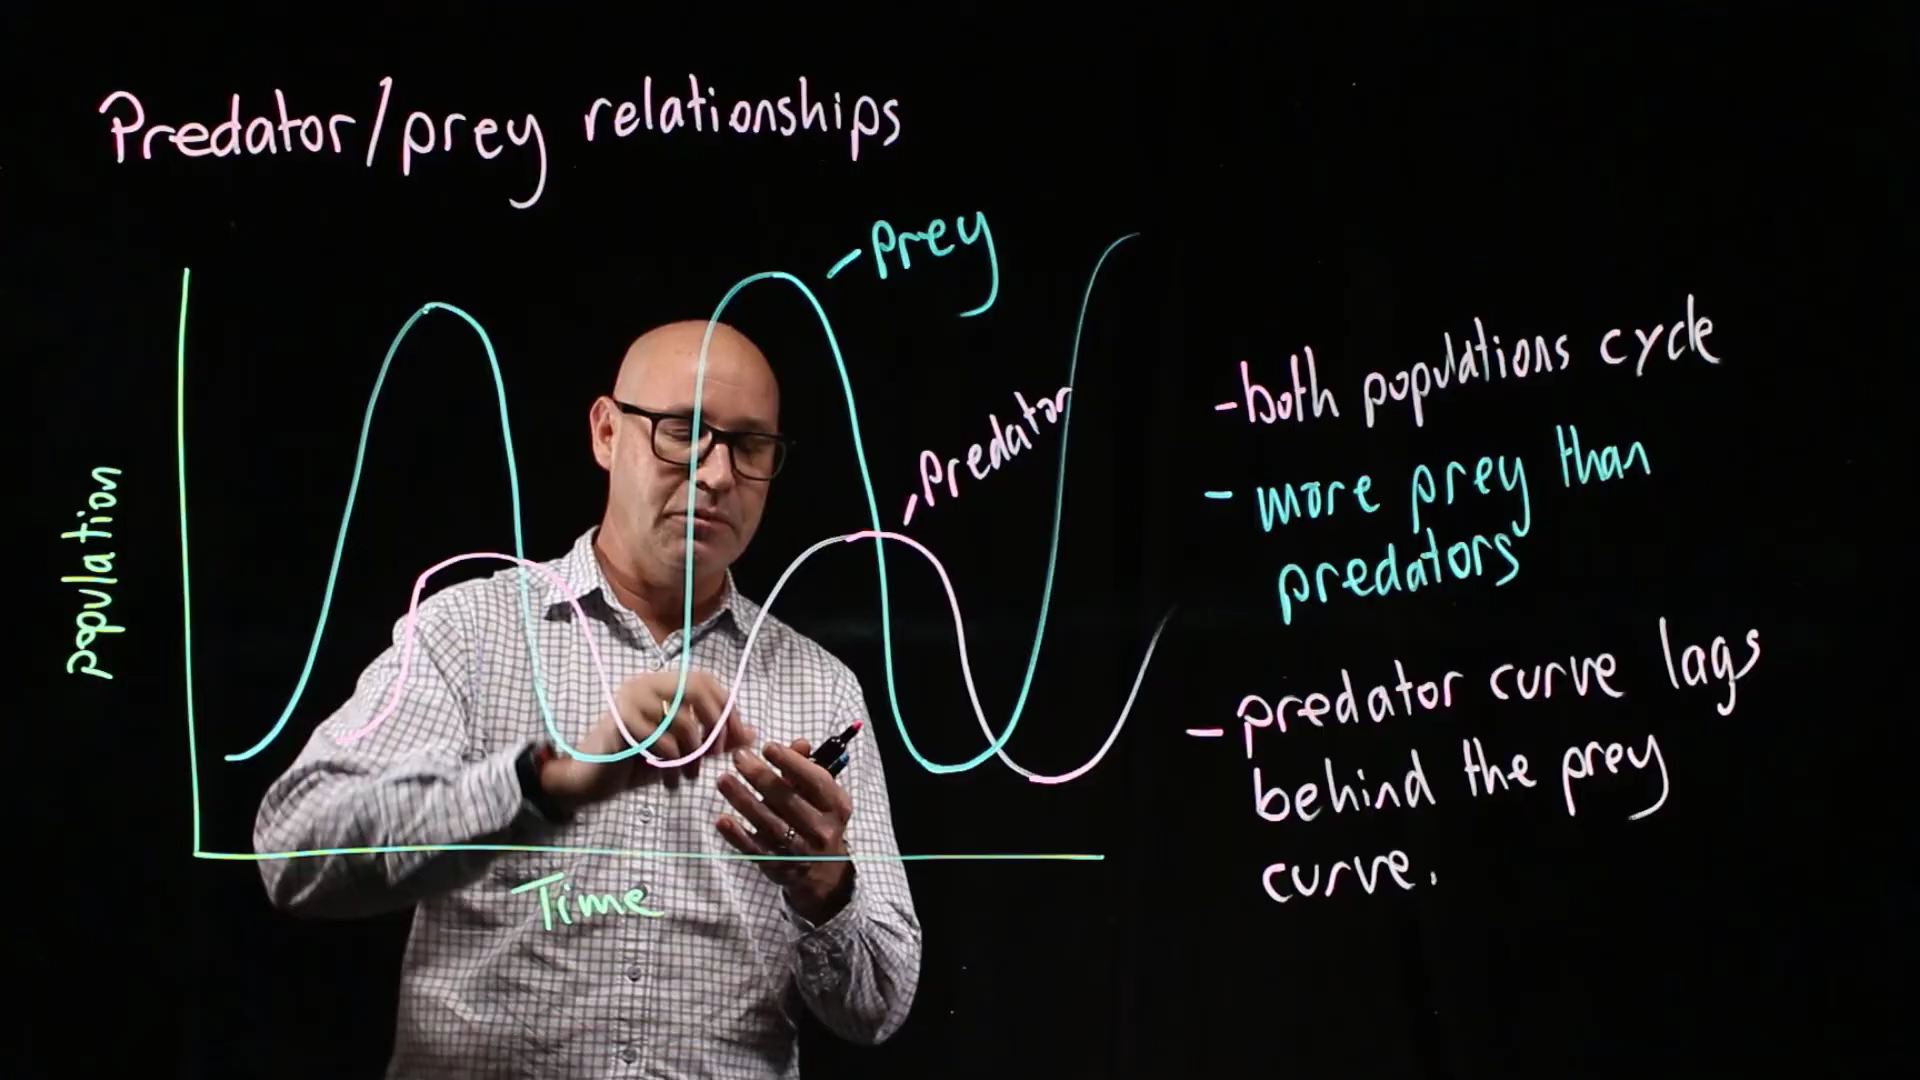 Predator/prey relationships
- prey
- both populations cycle
- Predator
- more prey than
predators
population
- predator curve lags
behind the prey
curve.
Time